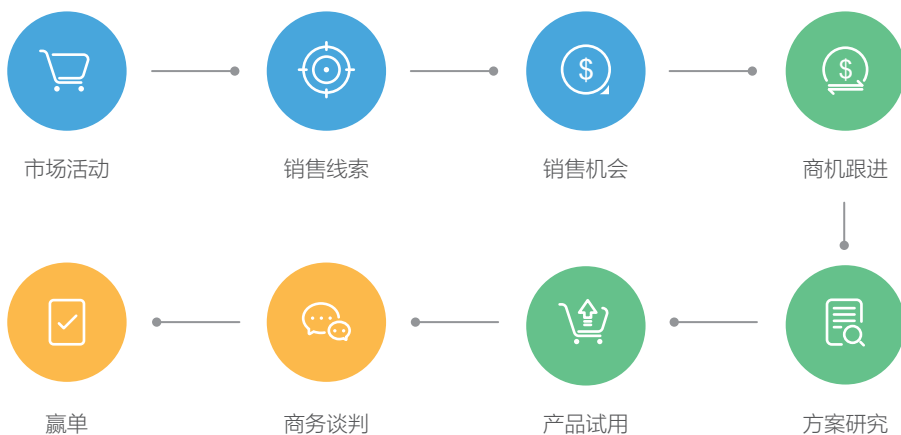 市场活动
销售线索
销售机会
商机跟进
赢单
商务谈判
产品试用
方案研究